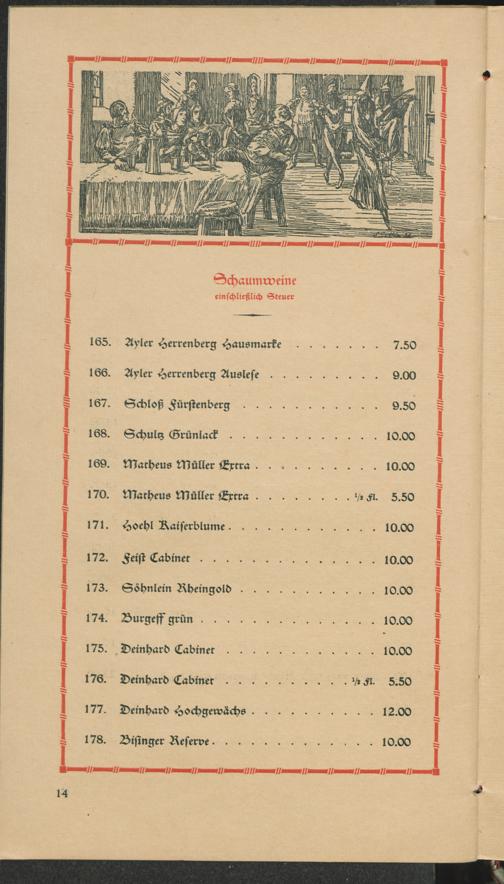 Schaumweine
einschließlich Steuer
165. Ayler Herrenberg Hausmarke . . . . . . . 7.50
166. Ayler Herrenberg Auslese . . . . . . . . 9.00
167. Schloß Fürstenberg . . . . . . . . . . 9.50
168. Schultz Grünlack . . . . . . . . . . . 10.00
169. Matheus Müller Extra . . . . . . . . . 10.00
170. Matheus Müller Extra . . . . . . . ½ Fl. 5.50
171. Hoehl Kaiserblume . . . . . . . . . . . 10.00
172. Feist Cabinet . . . . . . . . . . . . . 10.00
173. Söhnlein Rheingold . . . . . . . . . . 10.00
174. Burgeff grün . . . . . . . . . . . . . 10.00
175. Deinhard Cabinet . . . . . . . . . . . 10.00
176. Deinhard Cabinet . . . . . . . . . ½ Fl. 5.50
177. Deinhard Hochgewächs . . . . . . . . . . 12.00
178. Bisinger Reserve . . . . . . . . . . . . 10.00
14